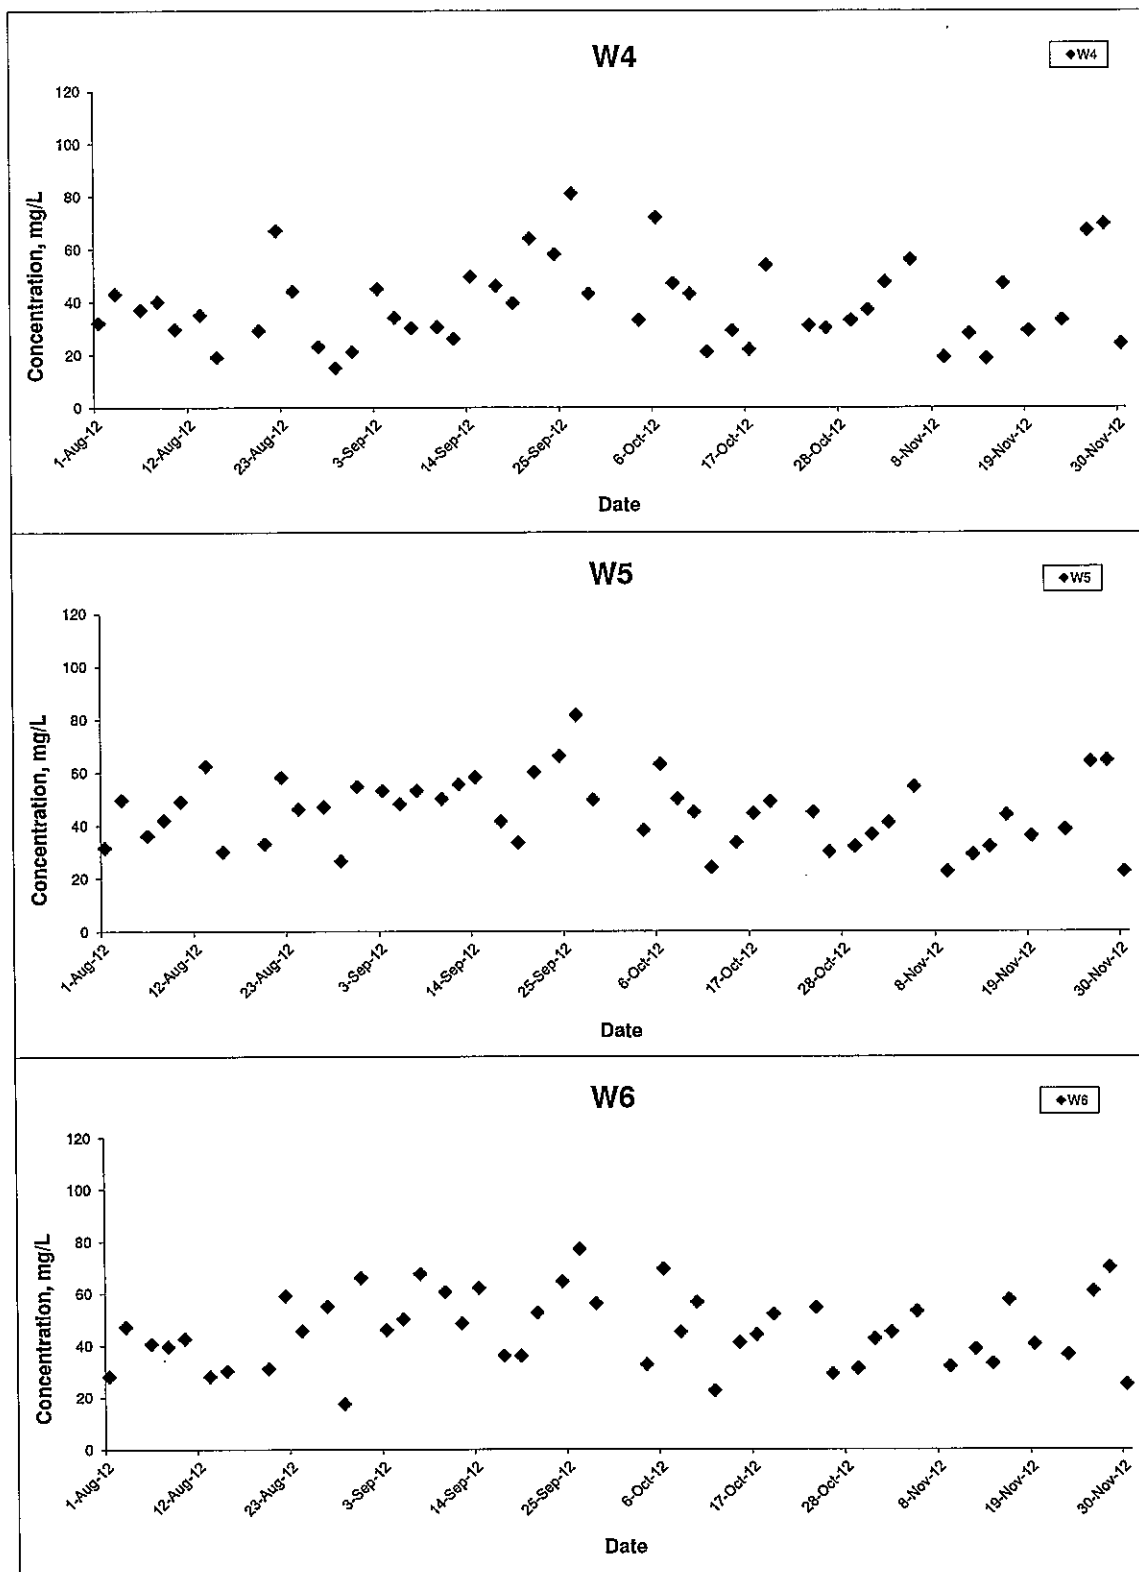 W4
◆W4
120
100
80
60
40
20
0
Concentration, mg/L
1-Aug-12
12-Aug-12
23-Aug-12
3-Sep-12
14-Sep-12
25-Sep-12
6-Oct-12
17-Oct-12
28-Oct-12
8-Nov-12
19-Nov-12
30-Nov-12
Date
W5
◆W5
120
100
80
60
40
20
0
Concentration, mg/L
1-Aug-12
12-Aug-12
23-Aug-12
3-Sep-12
14-Sep-12
25-Sep-12
6-Oct-12
17-Oct-12
28-Oct-12
8-Nov-12
19-Nov-12
30-Nov-12
Date
W6
◆W6
120
100
80
60
40
20
0
Concentration, mg/L
1-Aug-12
12-Aug-12
23-Aug-12
3-Sep-12
14-Sep-12
25-Sep-12
6-Oct-12
17-Oct-12
28-Oct-12
8-Nov-12
19-Nov-12
30-Nov-12
Date